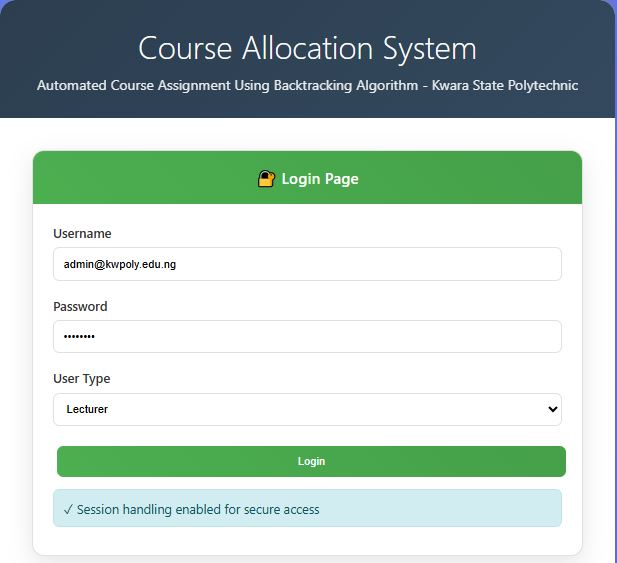 Course Allocation System
Automated Course Assignment Using Backtracking Algorithm - Kwara State Polytechnic
Login Page
Username
admin@kwpoly.edu.ng
Password
••••••••
User Type
Lecturer
Login
✓ Session handling enabled for secure access